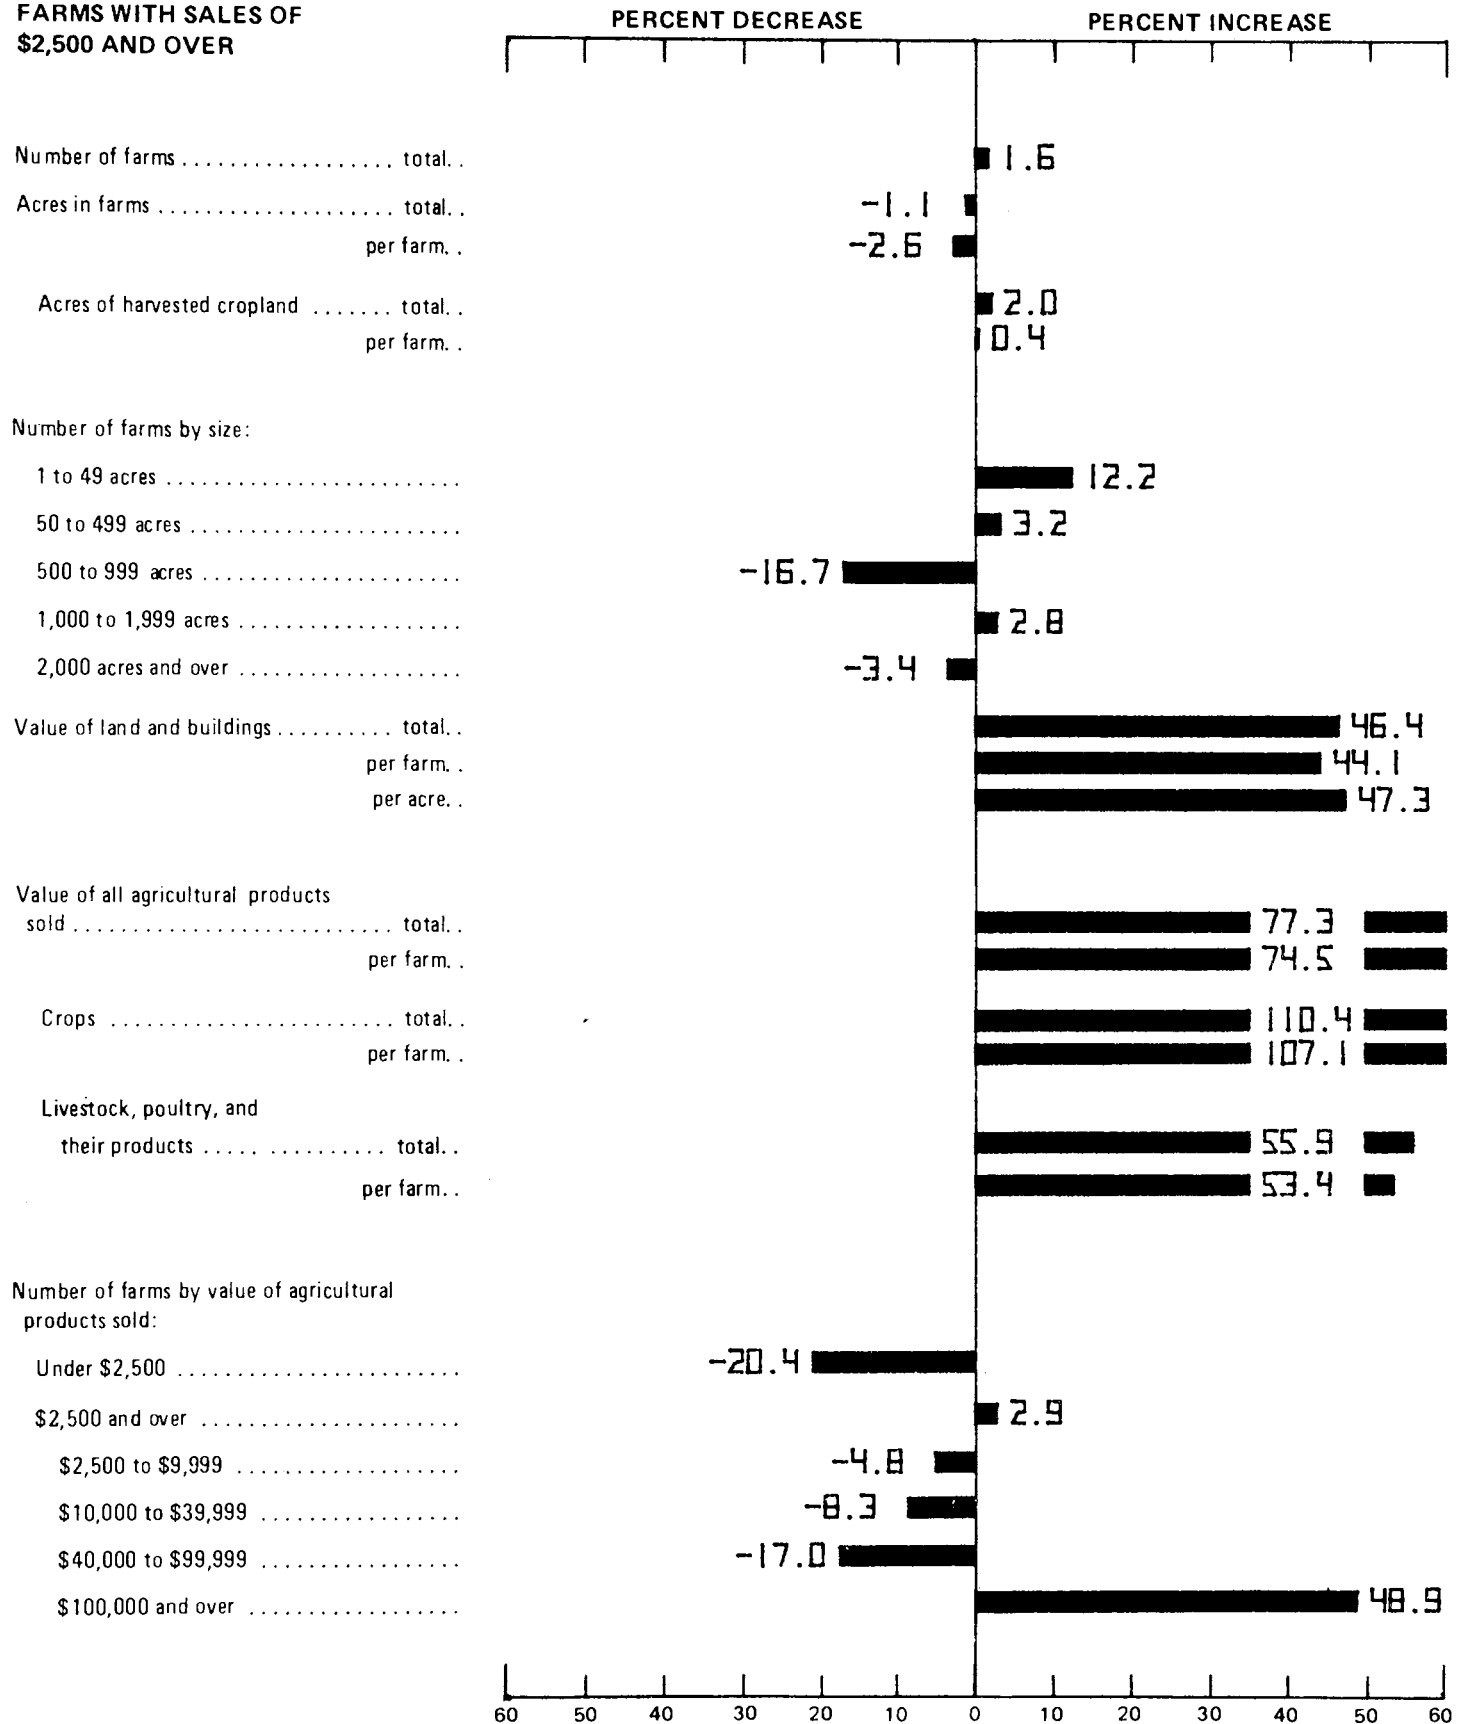 FARMS WITH SALES OF
$2,500 AND OVER
PERCENT DECREASE PERCENT INCREASE
Number of farms .................. total. . 1.6
Acres in farms .................... total. . -1.1
per farm. . -2.6
Acres of harvested cropland ....... total. . 2.0
per farm. . 0.4
Number of farms by size:
1 to 49 acres ......................... 12.2
50 to 499 acres ....................... 3.2
500 to 999 acres ...................... -16.7
1,000 to 1,999 acres ................... 2.8
2,000 acres and over ................... -3.4
Value of land and buildings .......... total. . 46.4
per farm. . 44.1
per acre. . 47.3
Value of all agricultural products
sold ........................... total. . 77.3
per farm. . 74.5
Crops ........................ total. . 110.4
per farm. . 107.1
Livestock, poultry, and
their products ..... .......... total. . 55.9
per farm. . 53.4
Number of farms by value of agricultural
products sold:
Under $2,500 ........................ -20.4
$2,500 and over ...................... 2.9
$2,500 to $9,999 ................... -4.8
$10,000 to $39,999 ................. -8.3
$40,000 to $99,999 ................. -17.0
$100,000 and over .................. 48.9
60 50 40 30 20 10 0 10 20 30 40 50 60